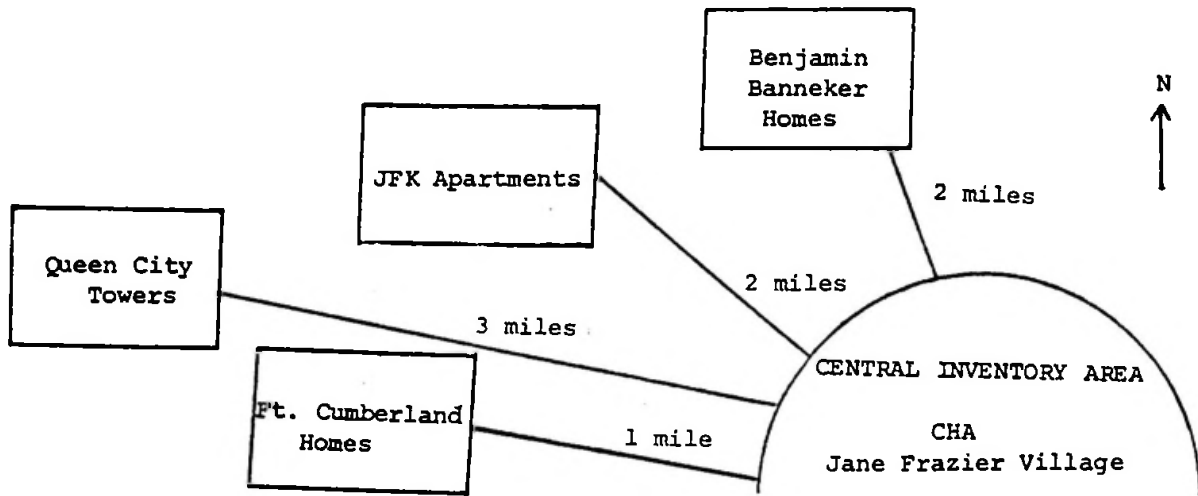 Benjamin
Banneker
Homes
N
JFK Apartments
2 miles
Queen City
Towers
2 miles
3 miles
CENTRAL INVENTORY AREA
Ft. Cumberland
Homes
1 mile
CHA
Jane Frazier Village